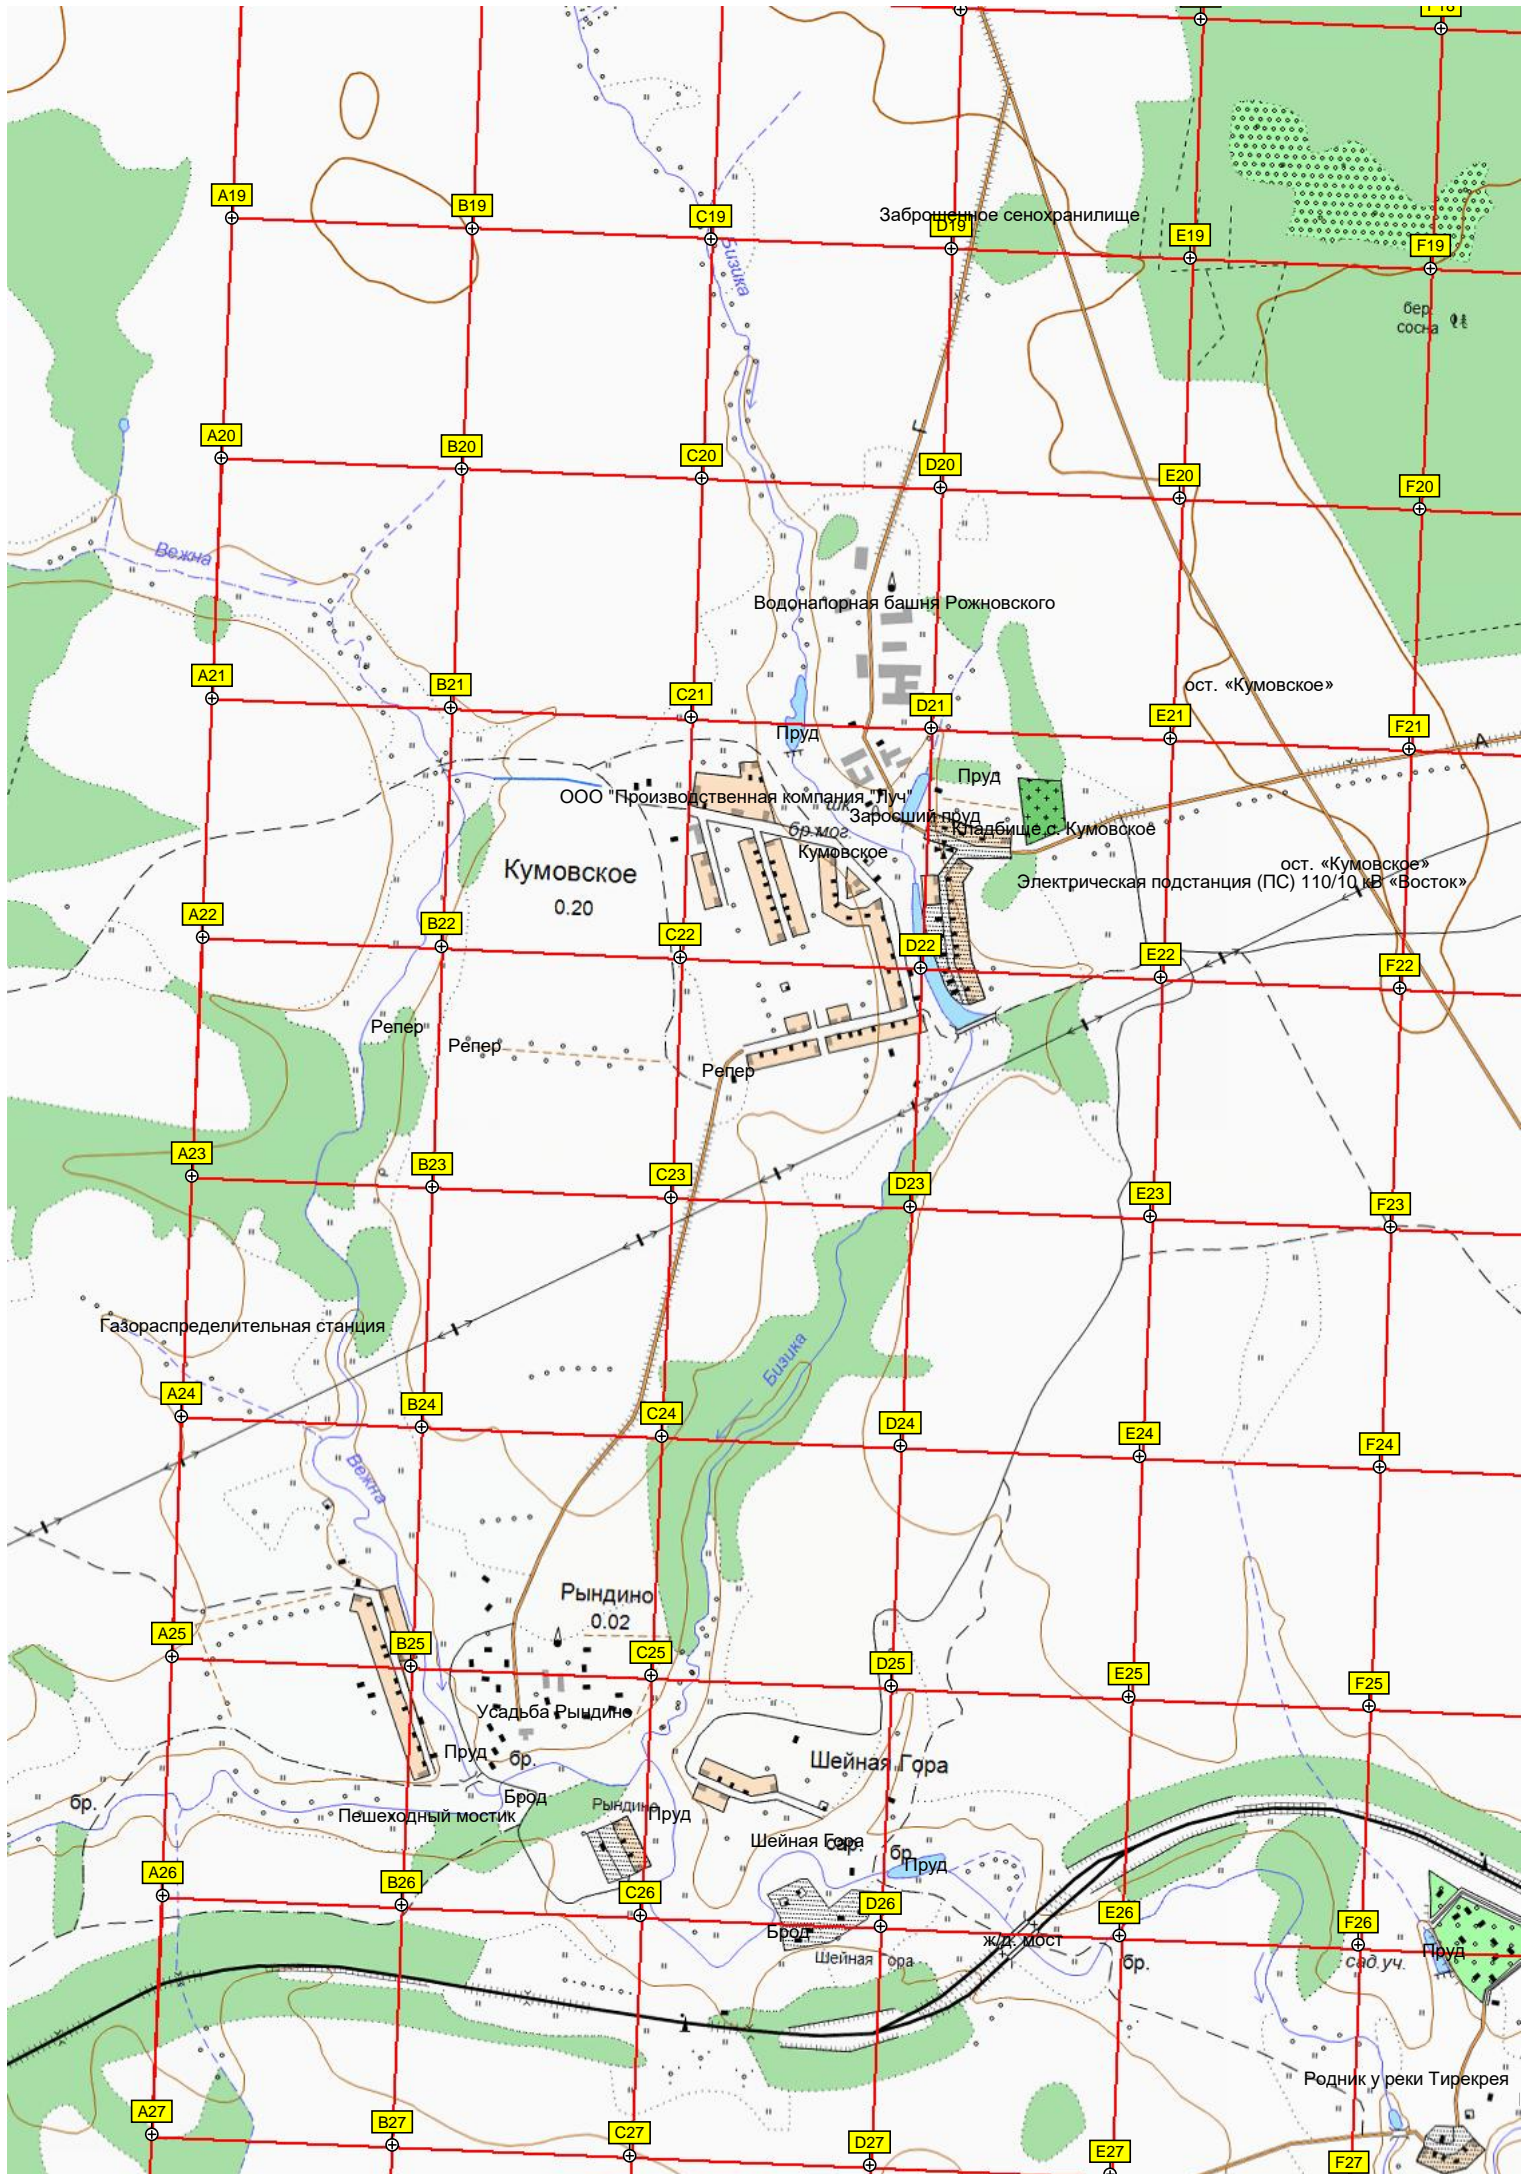 F18
A19
B19
C19
Заброшенное сенохранилище
D19
E19
F19
Бизика
бер.
сосна
A20
B20
C20
Г
D20
E20
F20
Вежна
Водонапорная башня Рожновского
A21
B21
C21
D21
ост. «Кумовское»
E21
F21
Пруд
А
Пруд
ООО "Производственная компания "Луч"
шк.
Заросший пруд
бр.мог.
Кладбище с. Кумовское
Кумовское
Кумовское
0.20
ост. «Кумовское»
Электрическая подстанция (ПС) 110/10 кВ «Восток»
A22
B22
C22
D22
E22
F22
Репер
Репер
Репер
A23
B23
C23
D23
E23
F23
Газораспределительная станция
Бизика
A24
B24
C24
D24
E24
F24
Вежна
Рындино
0.02
A25
B25
C25
D25
E25
F25
Усадьба Рындино
Пруд
бр.
Шейная Гора
бр.
Брод
Рындино
Пешеходный мостик
Пруд
Шейная Гора
сар.
бр.
Пруд
A26
B26
C26
D26
E26
F26
Брод
ж/д. мост
Шейная Гора
бр.
Пруд
сад.уч.
Родник у реки Тирекрея
A27
B27
C27
D27
E27
F27